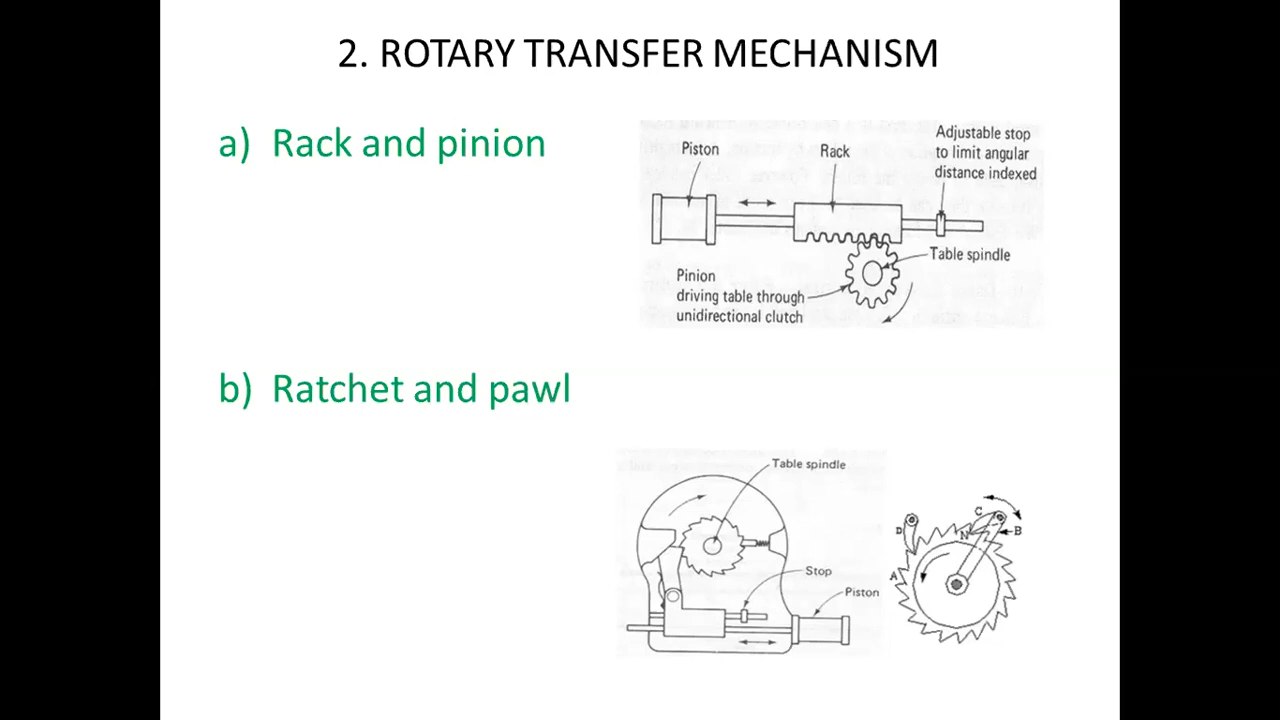 2. ROTARY TRANSFER MECHANISM
a) Rack and pinion
Piston
Rack
Adjustable stop
to limit angular
distance indexed
Table spindle
Pinion
driving table through
unidirectional clutch
b) Ratchet and pawl
Table spindle
Stop
Piston
C
D
N
B
A